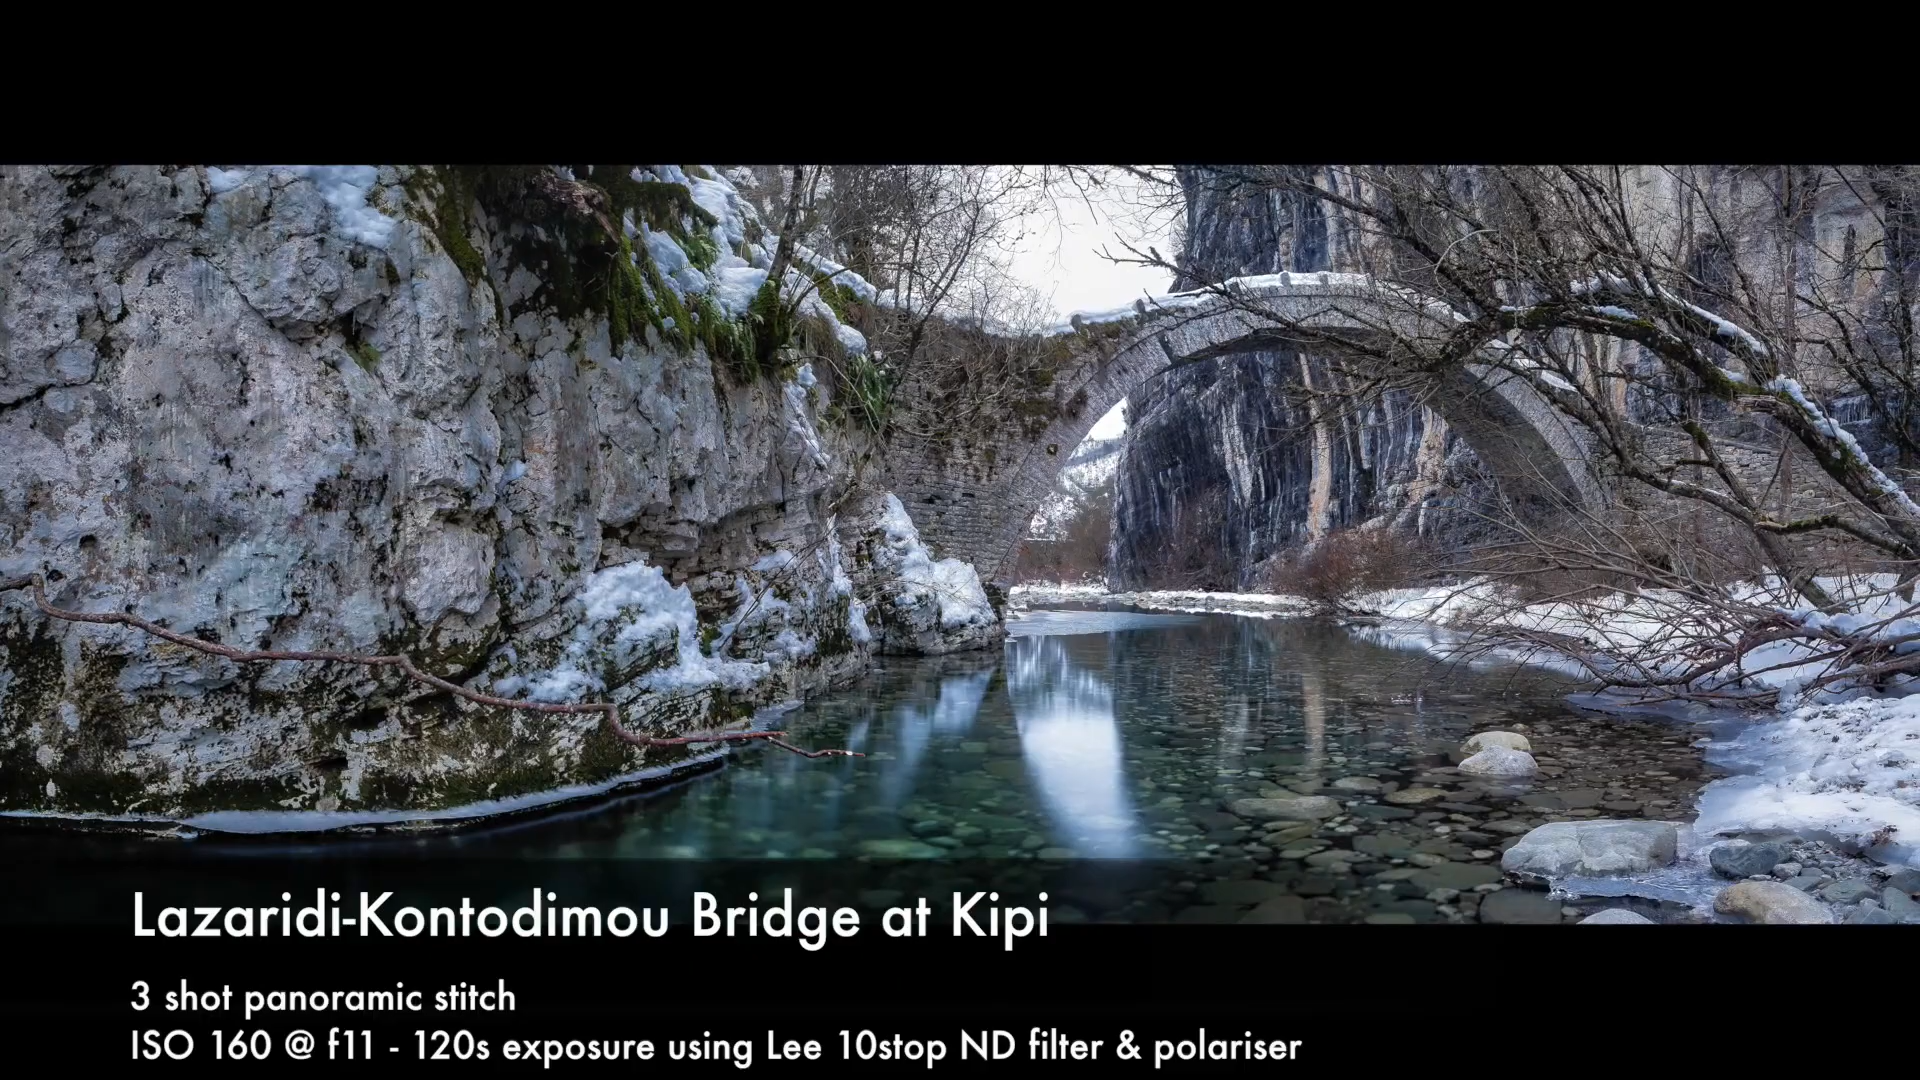 Lazaridi-Kontodimou Bridge at Kipi
3 shot panoramic stitch
ISO 160 @ f11 - 120s exposure using Lee 10stop ND filter & polariser